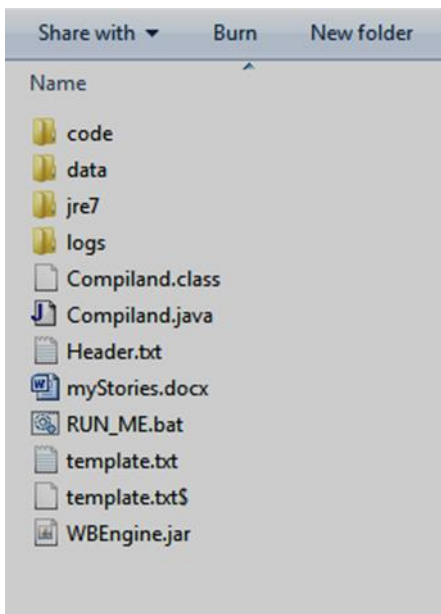 Share with Burn New folder
Name
code
data
jre7
logs
Compiland.class
Compiland.java
Header.txt
myStories.docx
RUN_ME.bat
template.txt
template.txt$
WBEngine.jar